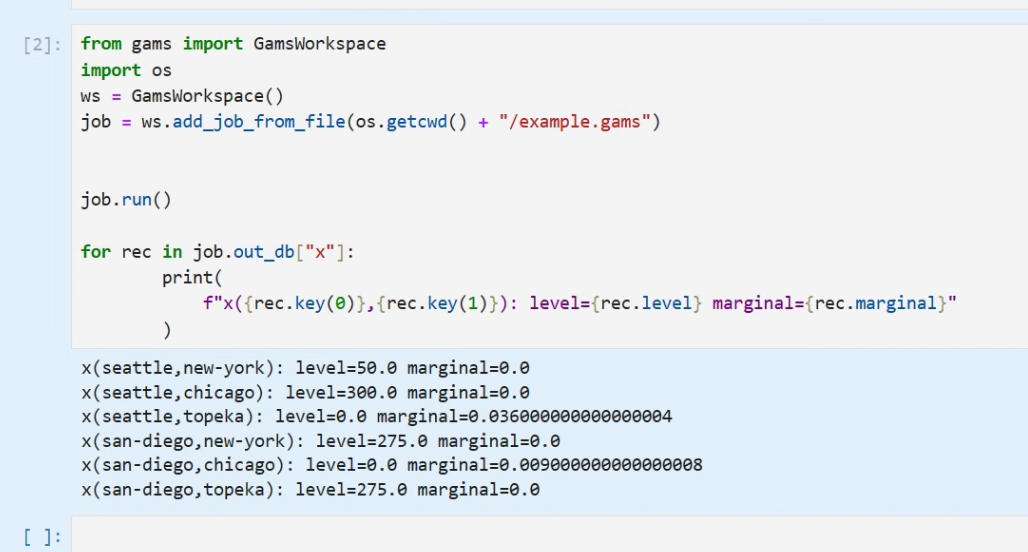 [2]: from gams import GamsWorkspace
import os
ws = GamsWorkspace()
job = ws.add_job_from_file(os.getcwd() + "/example.gams")
job.run()
for rec in job.out_db["x"]:
print(
f"x({rec.key(0)},{rec.key(1)}): level={rec.level} marginal={rec.marginal}"
)
x(seattle,new-york): level=50.0 marginal=0.0
x(seattle,chicago): level=300.0 marginal=0.0
x(seattle,topeka): level=0.0 marginal=0.036000000000000004
x(san-diego,new-york): level=275.0 marginal=0.0
x(san-diego,chicago): level=0.0 marginal=0.009000000000000008
x(san-diego,topeka): level=275.0 marginal=0.0
[ ]: